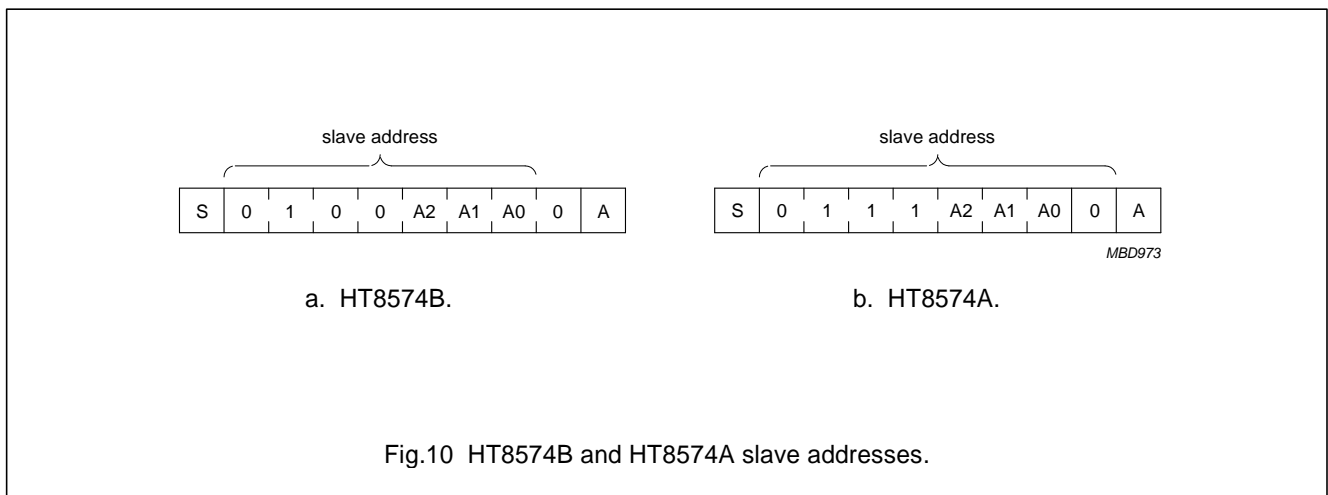 slave address
S 0 1 0 0 A2 A1 A0 0 A
a. HT8574B.
slave address
S 0 1 1 1 A2 A1 A0 0 A
MBD973
b. HT8574A.
Fig.10 HT8574B and HT8574A slave addresses.